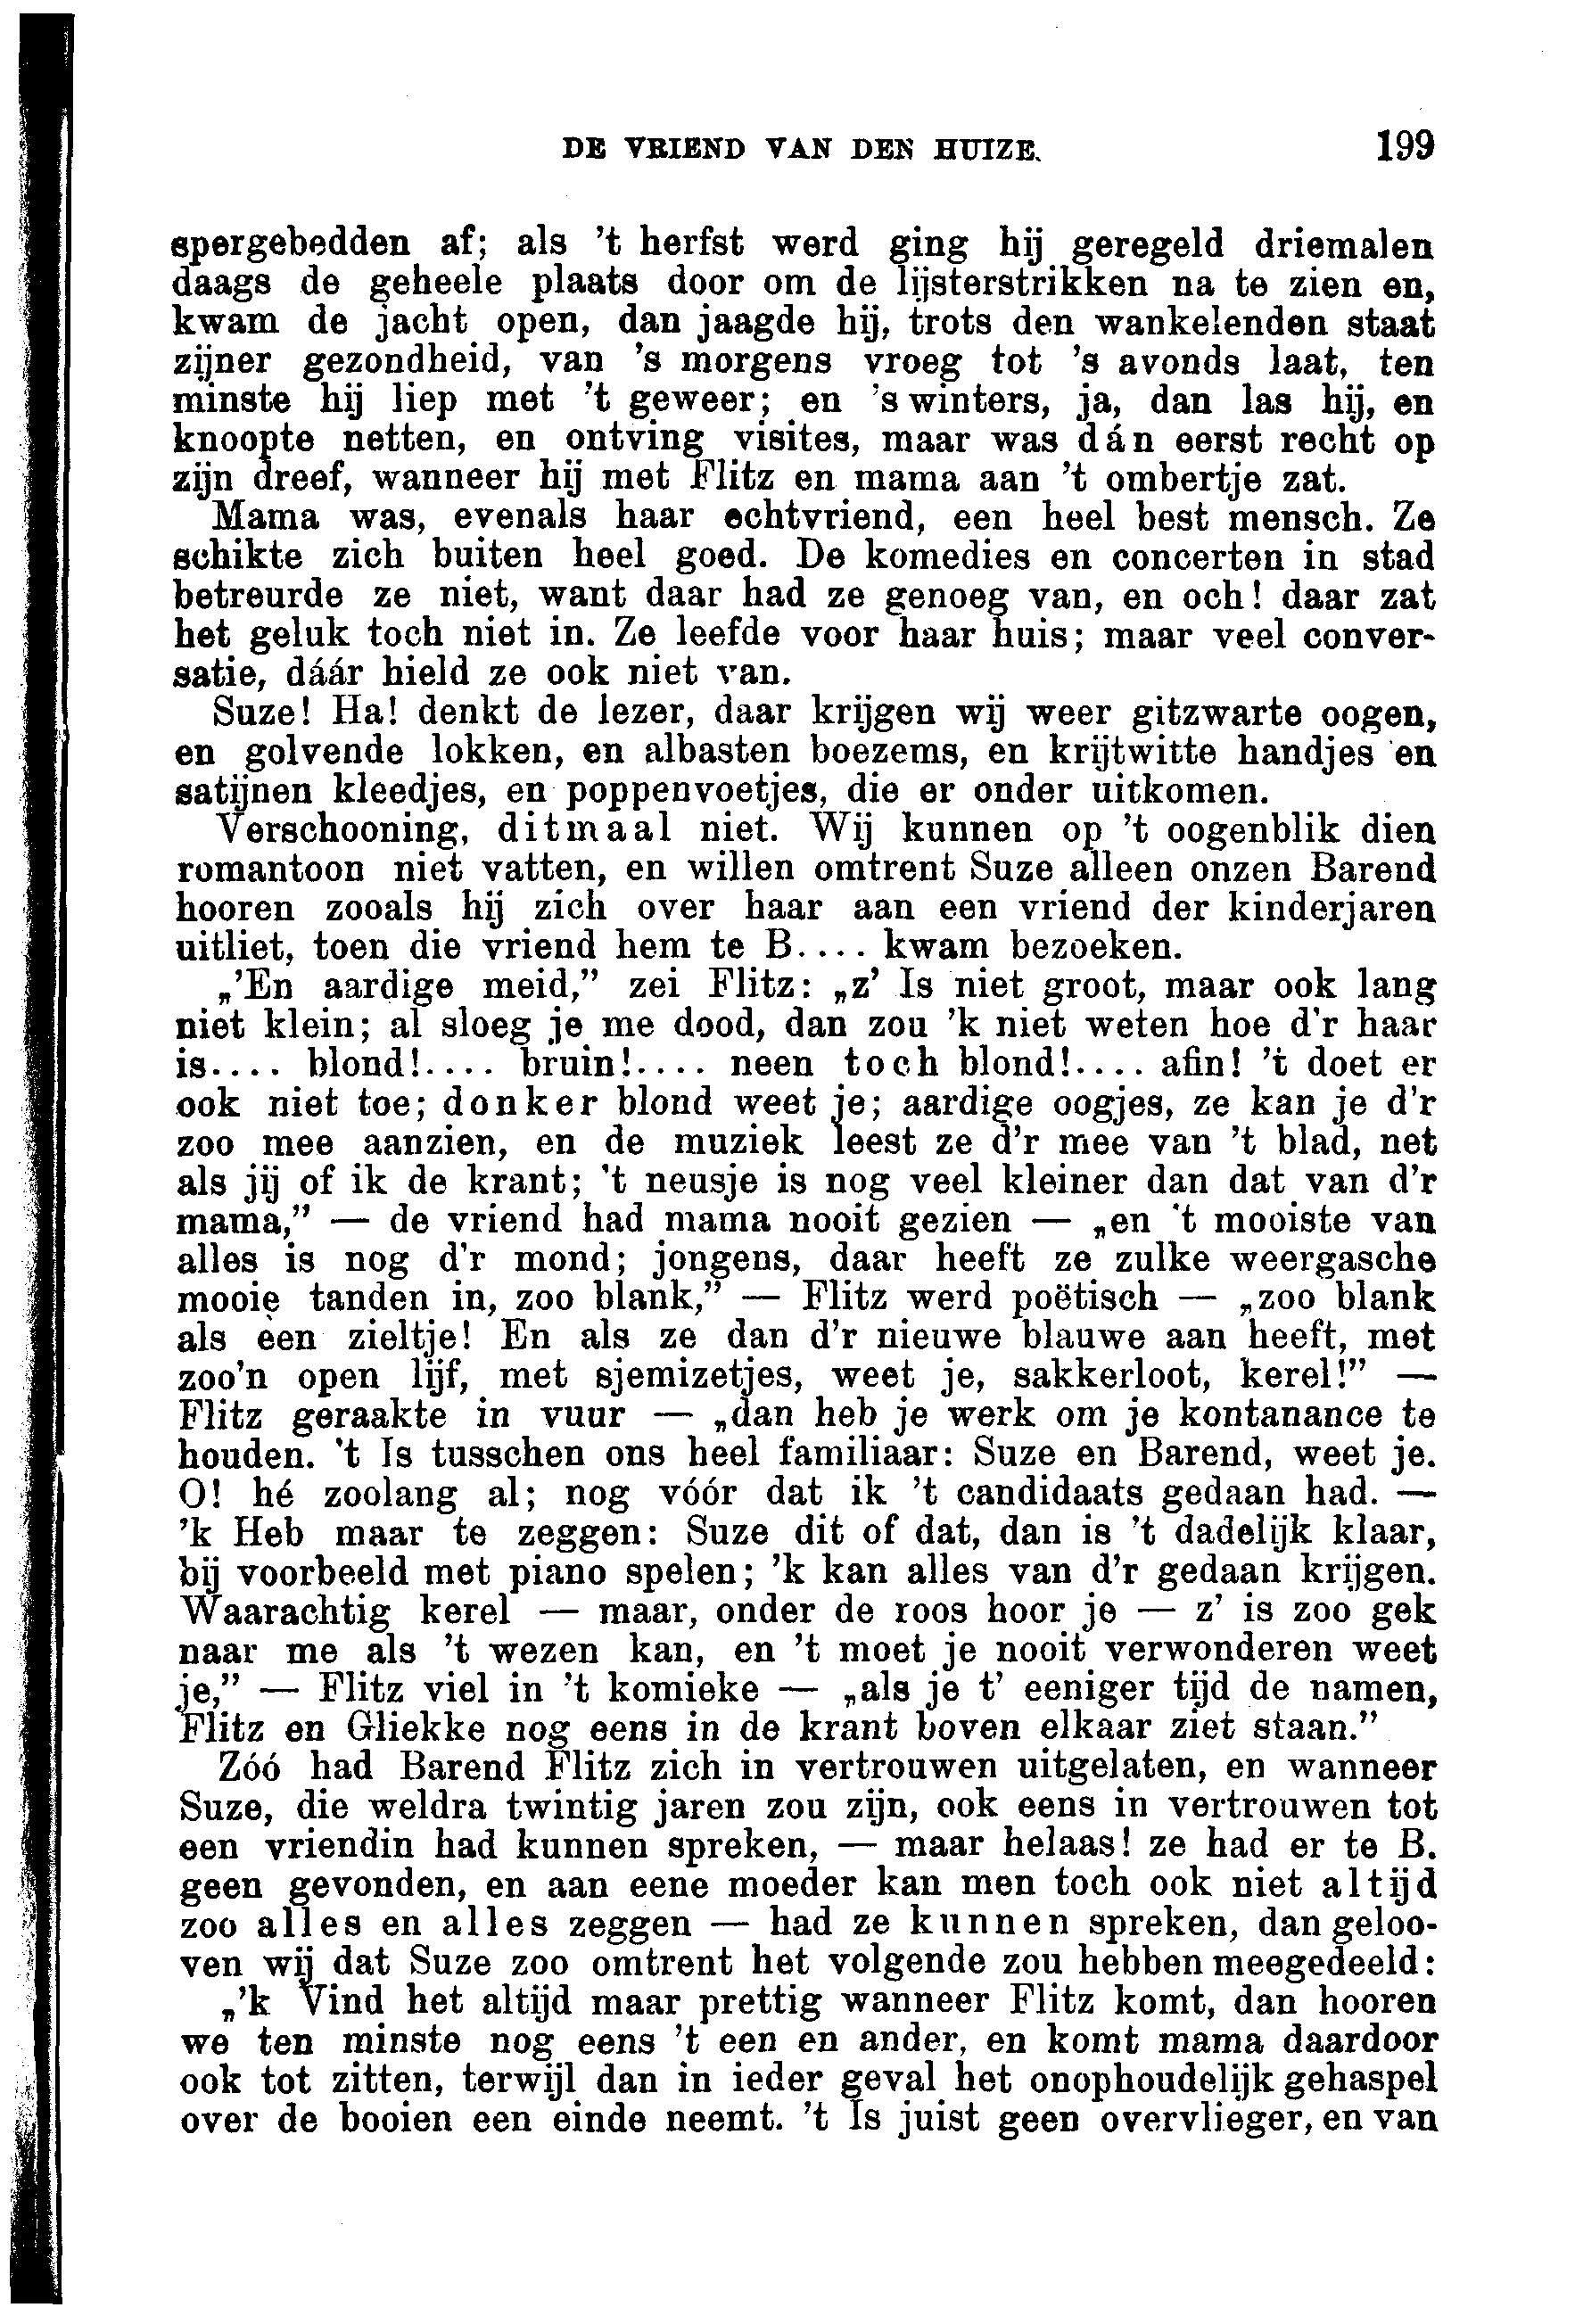 DE VRIEND VAN DEN HUIZE. 199
spergebedden af; als 't herfst werd ging hij geregeld driemalen
daags de geheele plaats door om de lijsterstrikken na te zien en,
kwam de jacht open, dan jaagde hij, trots den wankelenden staat
zijner gezondheid, van 's morgens vroeg tot 's avonds laat, ten
minste hij liep met 't geweer; en 's winters, ja, dan las hij, en
knoopte netten, en ontving visites, maar was dán eerst recht op
zijn dreef, wanneer hij met Flitz en mama aan 't ombertje zat.
Mama was, evenals haar echtvriend, een heel best mensch. Ze
schikte zich buiten heel goed. De komedies en concerten in stad
betreurde ze niet, want daar had ze genoeg van, en och! daar zat
het geluk toch niet in. Ze leefde voor haar huis; maar veel conver-
satie, dáár hield ze ook niet van.
Suze! Ha! denkt de lezer, daar krijgen wij weer gitzwarte oogen,
en golvende lokken, en albasten boezems, en krijtwitte handjes en
satijnen kleedjes, en poppenvoetjes, die er onder uitkomen.
Verschooning, ditmaal niet. Wij kunnen op 't oogenblik dien
romantoon niet vatten, en willen omtrent Suze alleen onzen Barend
hooren zooals hij zich over haar aan een vriend der kinderjaren
uitliet, toen die vriend hem te B.... kwam bezoeken.
„'En aardige meid,” zei Flitz: „z' Is niet groot, maar ook lang
niet klein; al sloeg je me dood, dan zou 'k niet weten hoe d'r haar
is.... blond!.... bruin!.... neen toch blond!.... afin! 't doet er
ook niet toe; donker blond weet je; aardige oogjes, ze kan je d'r
zoo mee aanzien, en de muziek leest ze d'r mee van 't blad, net
als jij of ik de krant; 't neusje is nog veel kleiner dan dat van d'r
mama,” — de vriend had mama nooit gezien — „en 't mooiste van
alles is nog d'r mond; jongens, daar heeft ze zulke weergasche
mooie tanden in, zoo blank,” — Flitz werd poëtisch — „zoo blank
als een zieltje! En als ze dan d'r nieuwe blauwe aan heeft, met
zoo'n open lijf, met sjemizetjes, weet je, sakkerloot, kerel!” —
Flitz geraakte in vuur — „dan heb je werk om je kontanance te
houden. 't Is tusschen ons heel familiaar: Suze en Barend, weet je.
O! hé zoolang al; nog vóór dat ik 't candidaats gedaan had. —
'k Heb maar te zeggen: Suze dit of dat, dan is 't dadelijk klaar,
bij voorbeeld met piano spelen; 'k kan alles van d'r gedaan krijgen.
Waarachtig kerel — maar, onder de roos hoor je — z' is zoo gek
naar me als 't wezen kan, en 't moet je nooit verwonderen weet
je,” — Flitz viel in 't komieke — „als je t' eeniger tijd de namen,
Flitz en Gliekke nog eens in de krant boven elkaar ziet staan.”
Zóó had Barend Flitz zich in vertrouwen uitgelaten, en wanneer
Suze, die weldra twintig jaren zou zijn, ook eens in vertrouwen tot
een vriendin had kunnen spreken, — maar helaas! ze had er te B.
geen gevonden, en aan eene moeder kan men toch ook niet altijd
zoo alles en alles zeggen — had ze kunnen spreken, dan geloo-
ven wij dat Suze zoo omtrent het volgende zou hebben meegedeeld:
„'k Vind het altijd maar prettig wanneer Flitz komt, dan hooren
we ten minste nog eens 't een en ander, en komt mama daardoor
ook tot zitten, terwijl dan in ieder geval het onophoudelijk gehaspel
over de booien een einde neemt. 't Is juist geen overvlieger, en van